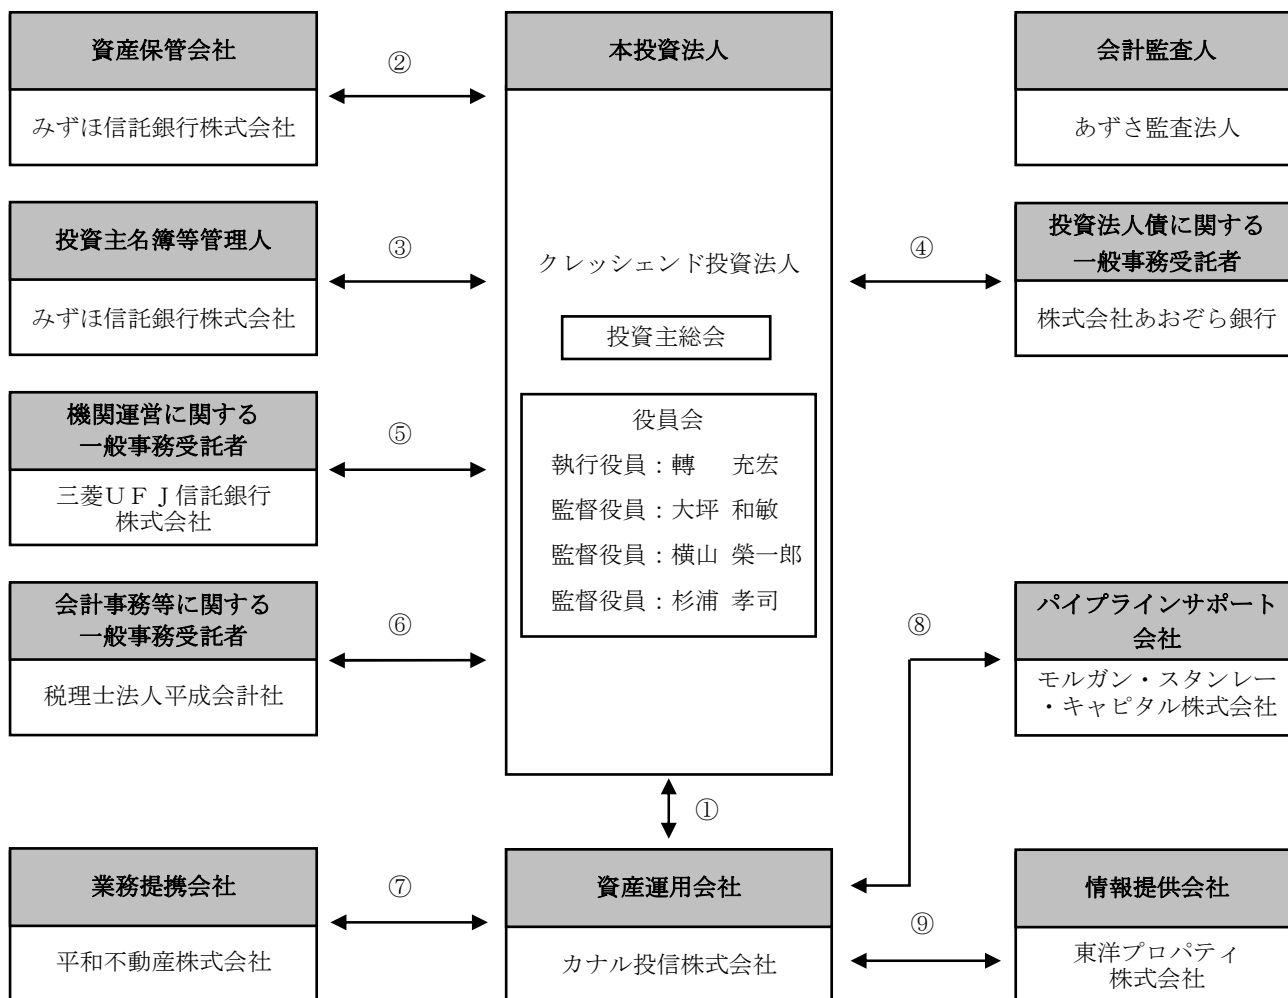 資産保管会社
みずほ信託銀行株式会社
②
本投資法人
会計監査人
あずさ監査法人
投資主名簿等管理人
みずほ信託銀行株式会社
③
クレッシェンド投資法人
投資主総会
④
投資法人債に関する
一般事務受託者
株式会社あおぞら銀行
機関運営に関する
一般事務受託者
三菱UFJ信託銀行
株式会社
⑤
役員会
執行役員：轉　充宏
監督役員：大坪 和敏
監督役員：横山 榮一郎
監督役員：杉浦 孝司
会計事務等に関する
一般事務受託者
税理士法人平成会計社
⑥
⑧
パイプラインサポート
会社
モルガン・スタンレー
・キャピタル株式会社
①
業務提携会社
平和不動産株式会社
⑦
資産運用会社
カナル投信株式会社
⑨
情報提供会社
東洋プロパティ
株式会社